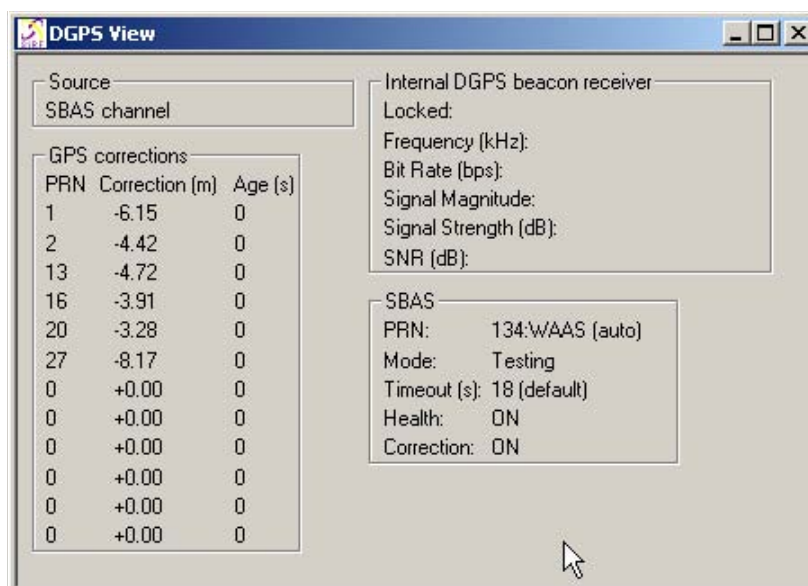 DGPS View
Source
SBAS channel
GPS corrections
PRN Correction (m) Age (s)
1 -6.15 0
2 -4.42 0
13 -4.72 0
16 -3.91 0
20 -3.28 0
27 -8.17 0
0 +0.00 0
0 +0.00 0
0 +0.00 0
0 +0.00 0
0 +0.00 0
0 +0.00 0
Internal DGPS beacon receiver
Locked:
Frequency (kHz):
Bit Rate (bps):
Signal Magnitude:
Signal Strength (dB):
SNR (dB):
SBAS
PRN: 134:WAAS (auto)
Mode: Testing
Timeout (s): 18 (default)
Health: ON
Correction: ON